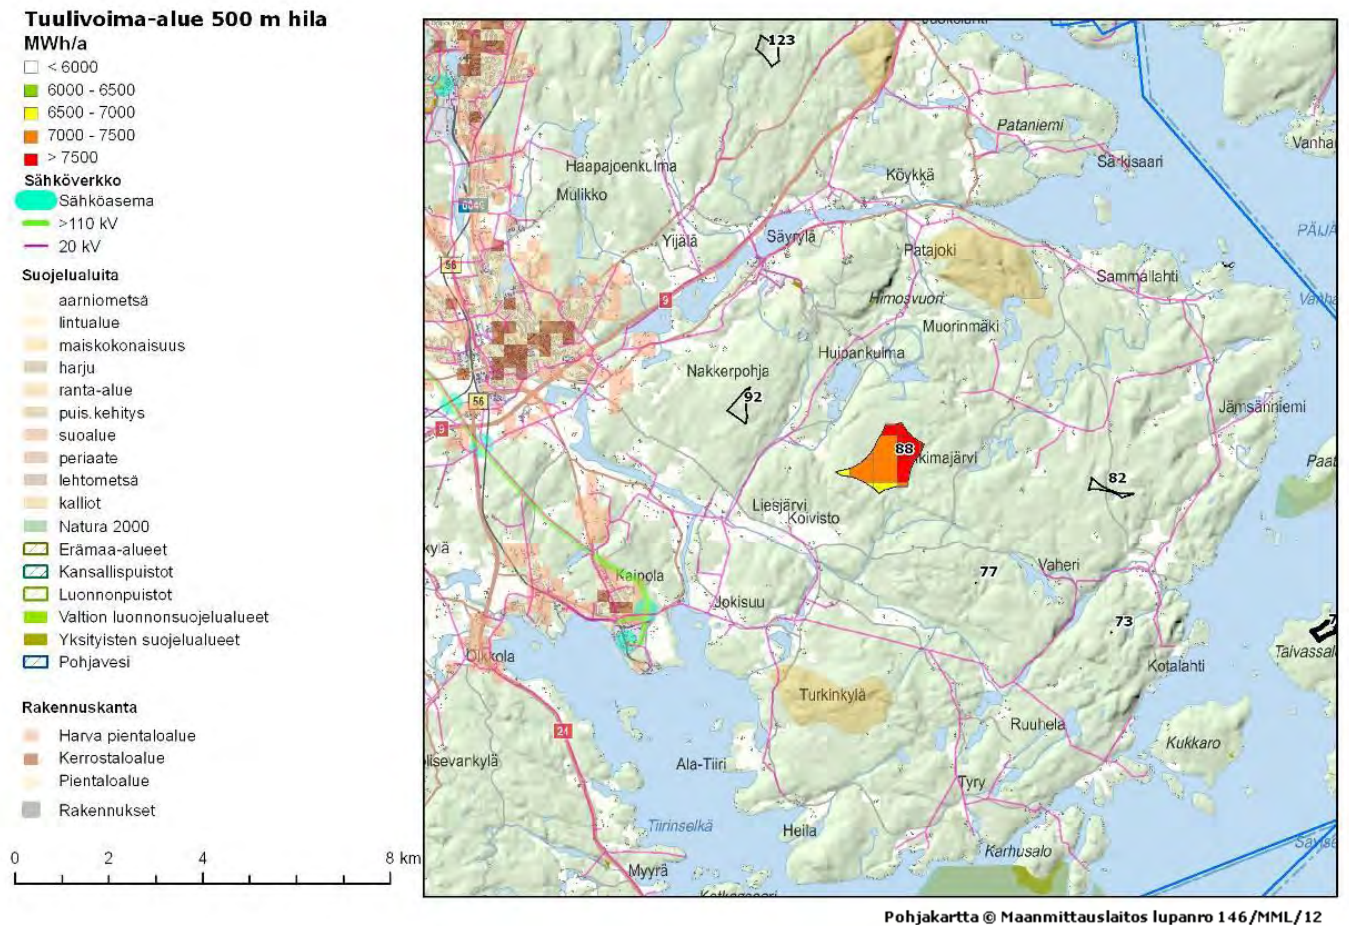 Tuulivoima-alue 500 m hila
MWh/a
< 6000
6000 - 6500
6500 - 7000
7000 - 7500
> 7500
Sähköverkko
Sähköasema
>110 kV
20 kV
Suojelualuita
aarniometsä
lintualue
maiskokonaisuus
harju
ranta-alue
puis.kehitys
suoalue
periaate
lehtometsä
kalliot
Natura 2000
Erämaa-alueet
Kansallispuistot
Luonnonpuistot
Valtion luonnonsuojelualueet
Yksityisten suojelualueet
Pohjavesi
Rakennuskanta
Harva pientaloalue
Kerrostaloalue
Pientaloalue
Rakennukset
0 2 4 8 km
123
Pataniemi
Särkisaari
Vanha
Haapajoenkulma
Köykkä
Mulikko
56
Yijälä
Säyrylä
Patajoki
PÄIJÄ
Sammallahti
9
Himosvuori
Vanha
Muorinmäki
Huipankulma
Nakkerpohja
92
56
9
Jämsänniemi
88
kimajärvi
Paat
82
Liesjärvi
Koivisto
kylä
Kaipola
77
Vaheri
Jokisuu
73
Kotalahti
Taivassal
Turkinkylä
24
Ruuhela
Kukkaro
lisevankylä
Ala-Tiiri
Tyry
Tiirinselkä
Heila
Karhusalo
Myyrä
Pohjakartta © Maanmittauslaitos lupanro 146/MML/12